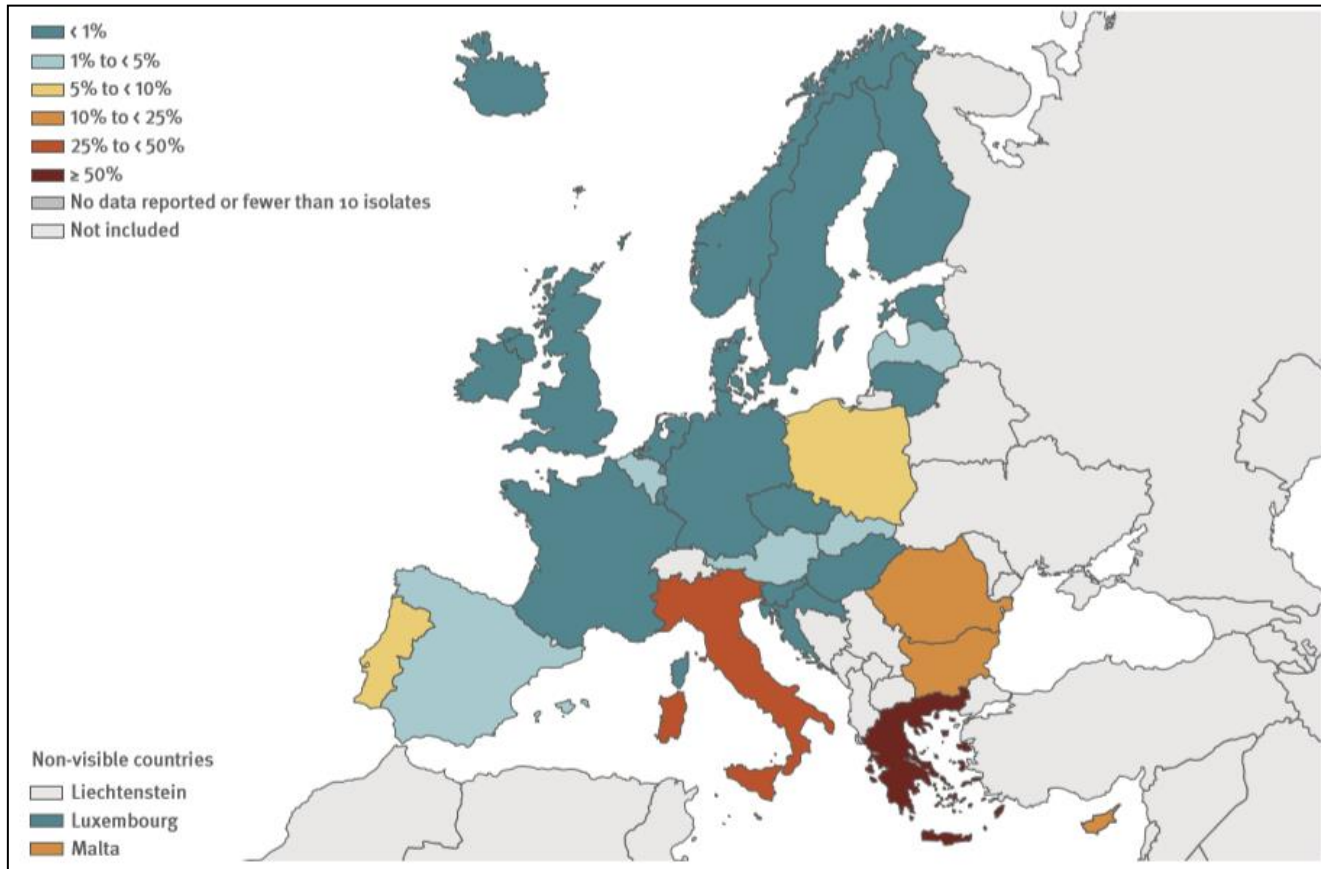 < 1%
1% to < 5%
5% to < 10%
10% to < 25%
25% to < 50%
≥ 50%
No data reported or fewer than 10 isolates
Not included
Non-visible countries
Liechtenstein
Luxembourg
Malta